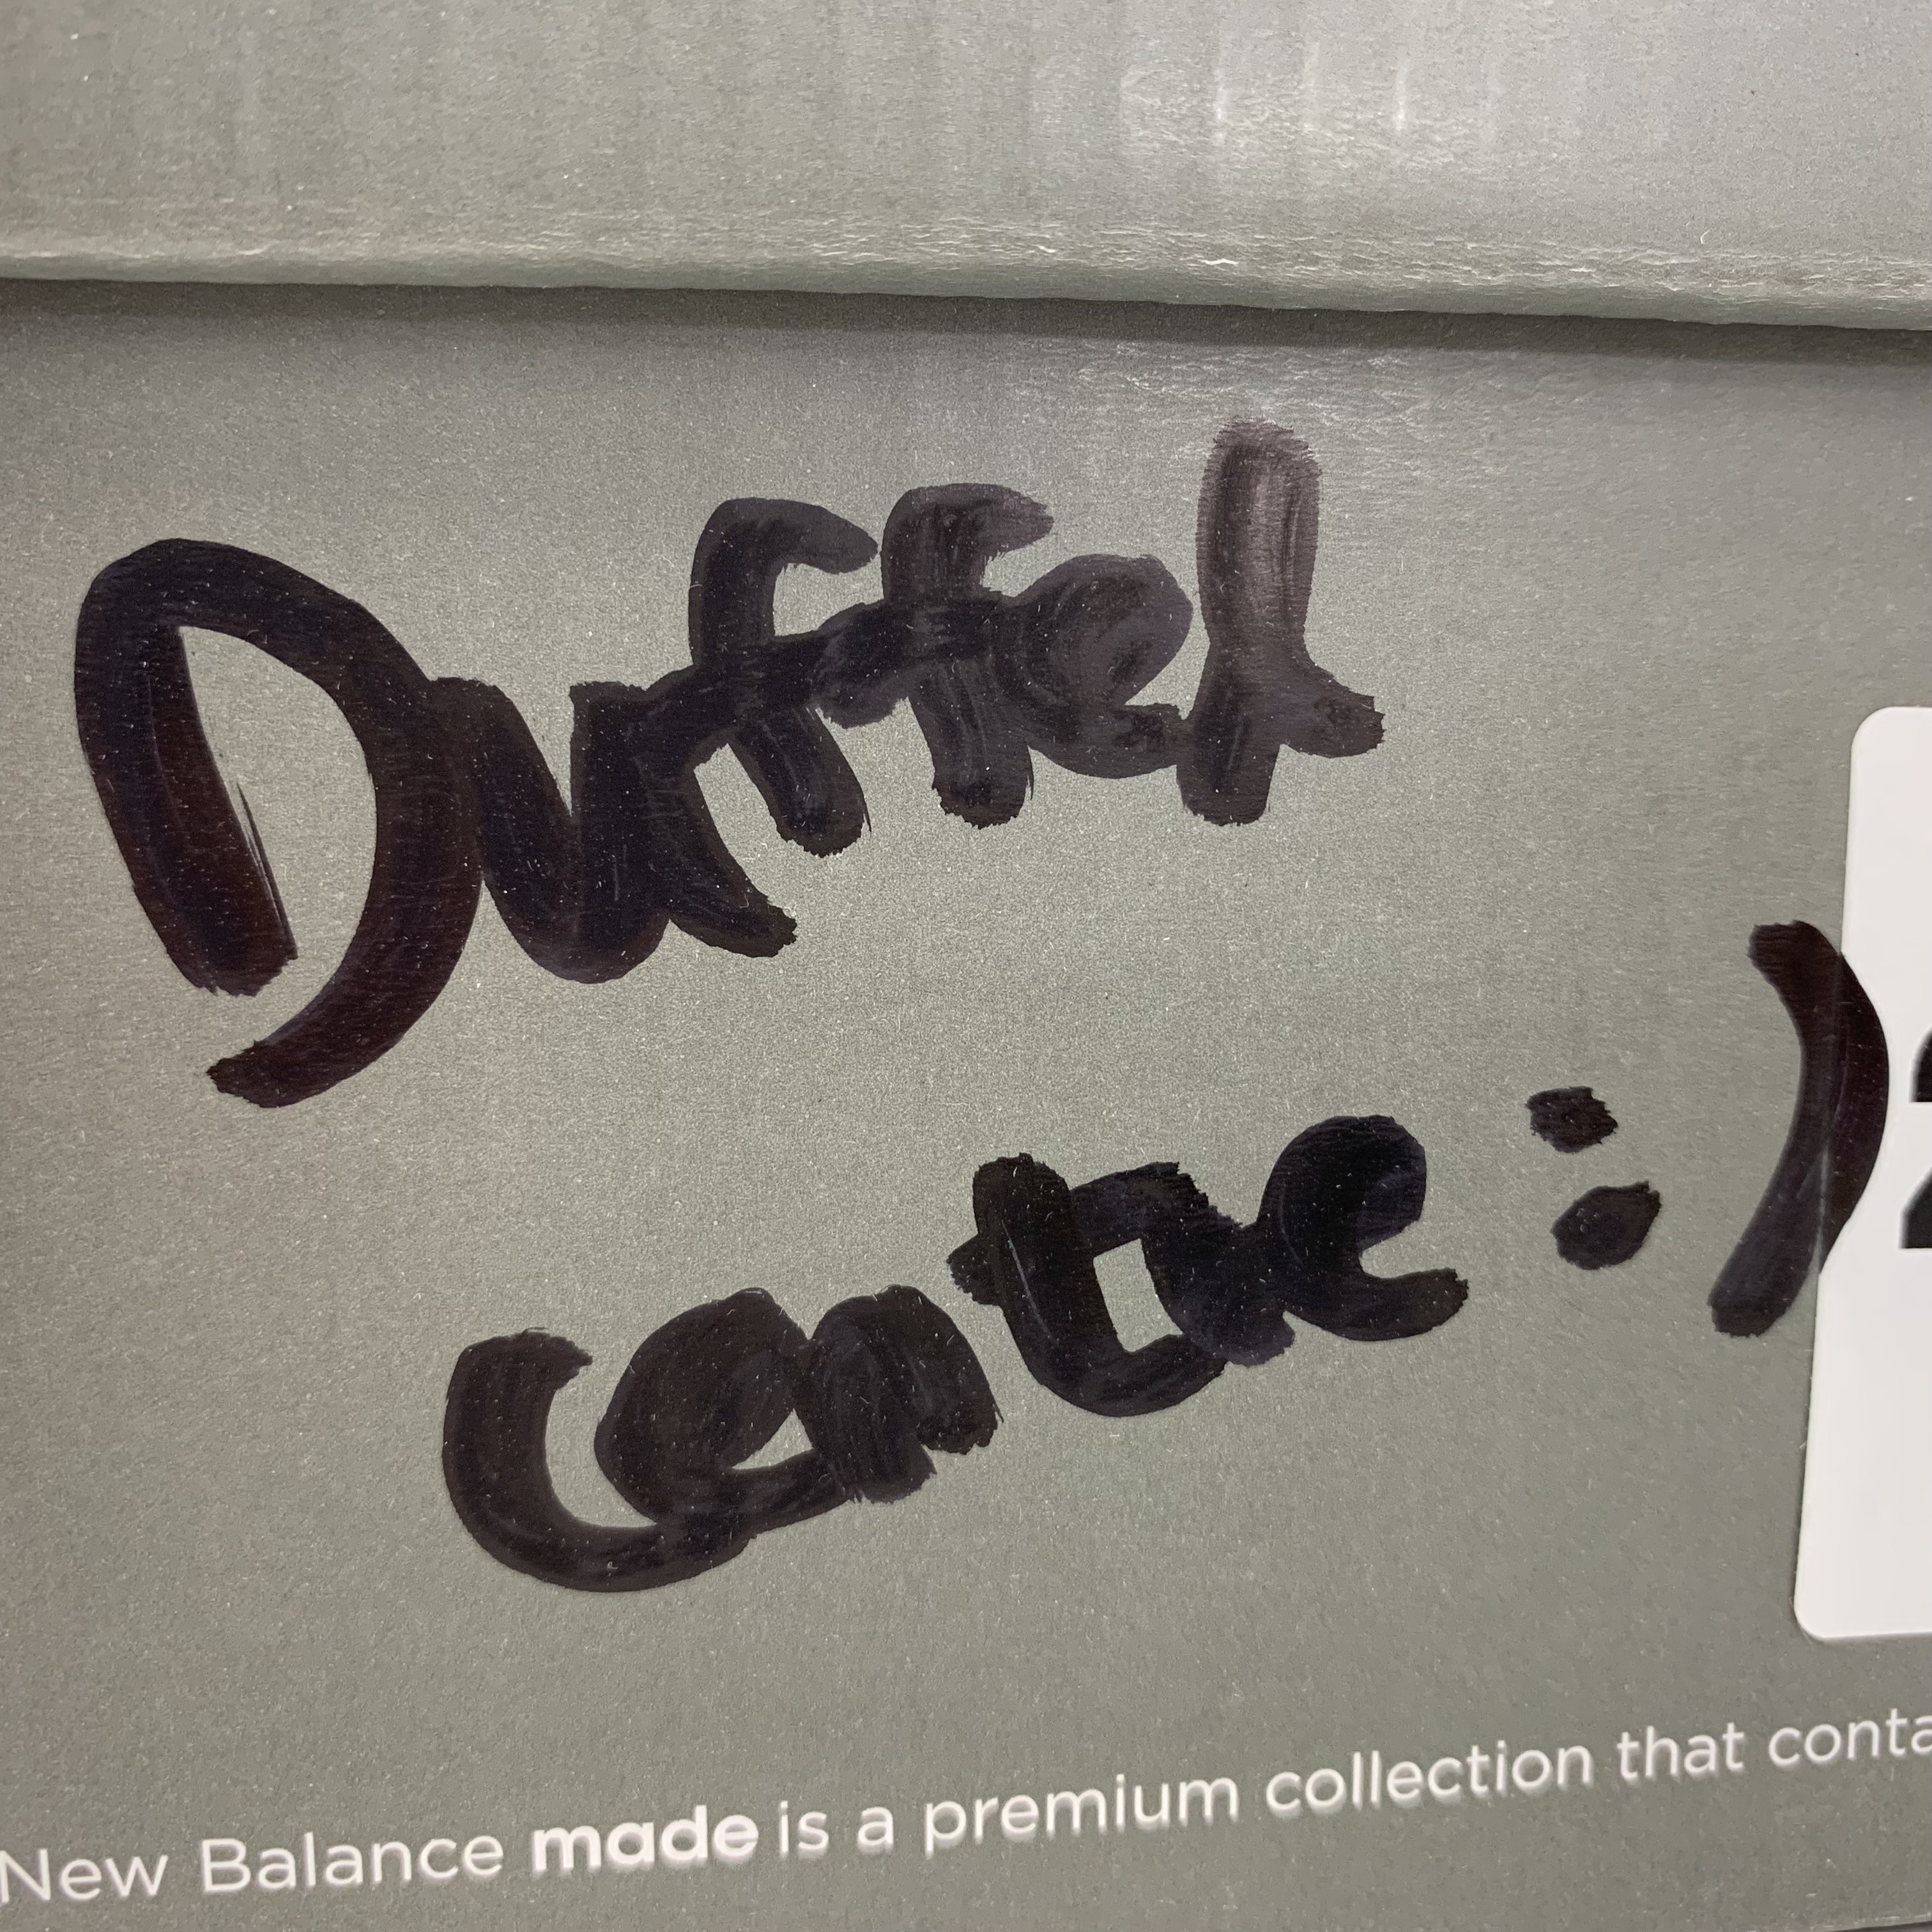 Duffel
centre :)
New Balance made is a premium collection that conta